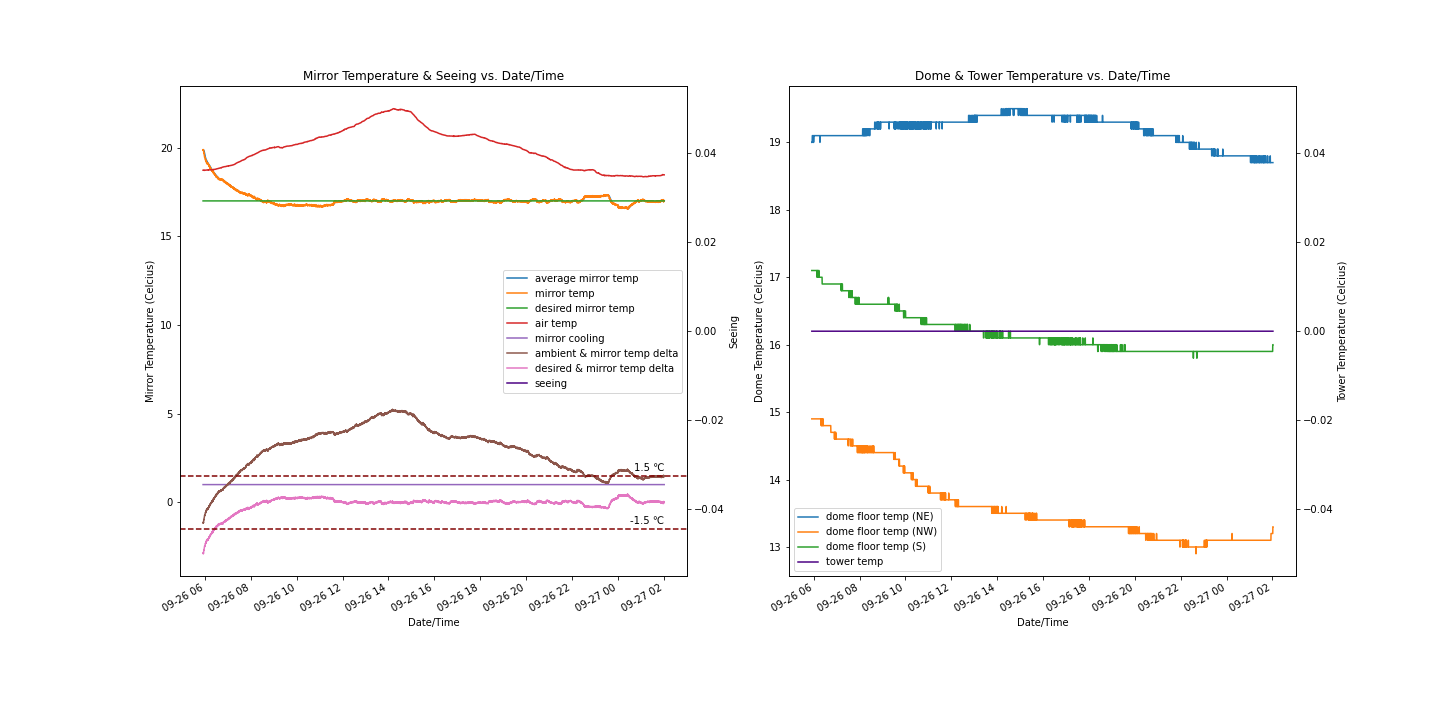 Mirror Temperature & Seeing vs. Date/Time
Mirror Temperature (Celcius)
20
15
10
5
0
0.04
0.02
0.00
−0.02
−0.04
Seeing
average mirror temp
mirror temp
desired mirror temp
air temp
mirror cooling
ambient & mirror temp delta
desired & mirror temp delta
seeing
1.5 °C
-1.5 °C
09-26 06
09-26 08
09-26 10
09-26 12
09-26 14
09-26 16
09-26 18
09-26 20
09-26 22
09-27 00
09-27 02
Date/Time
Dome & Tower Temperature vs. Date/Time
Dome Temperature (Celcius)
19
18
17
16
15
14
13
0.04
0.02
0.00
−0.02
−0.04
Tower Temperature (Celcius)
dome floor temp (NE)
dome floor temp (NW)
dome floor temp (S)
tower temp
09-26 06
09-26 08
09-26 10
09-26 12
09-26 14
09-26 16
09-26 18
09-26 20
09-26 22
09-27 00
09-27 02
Date/Time